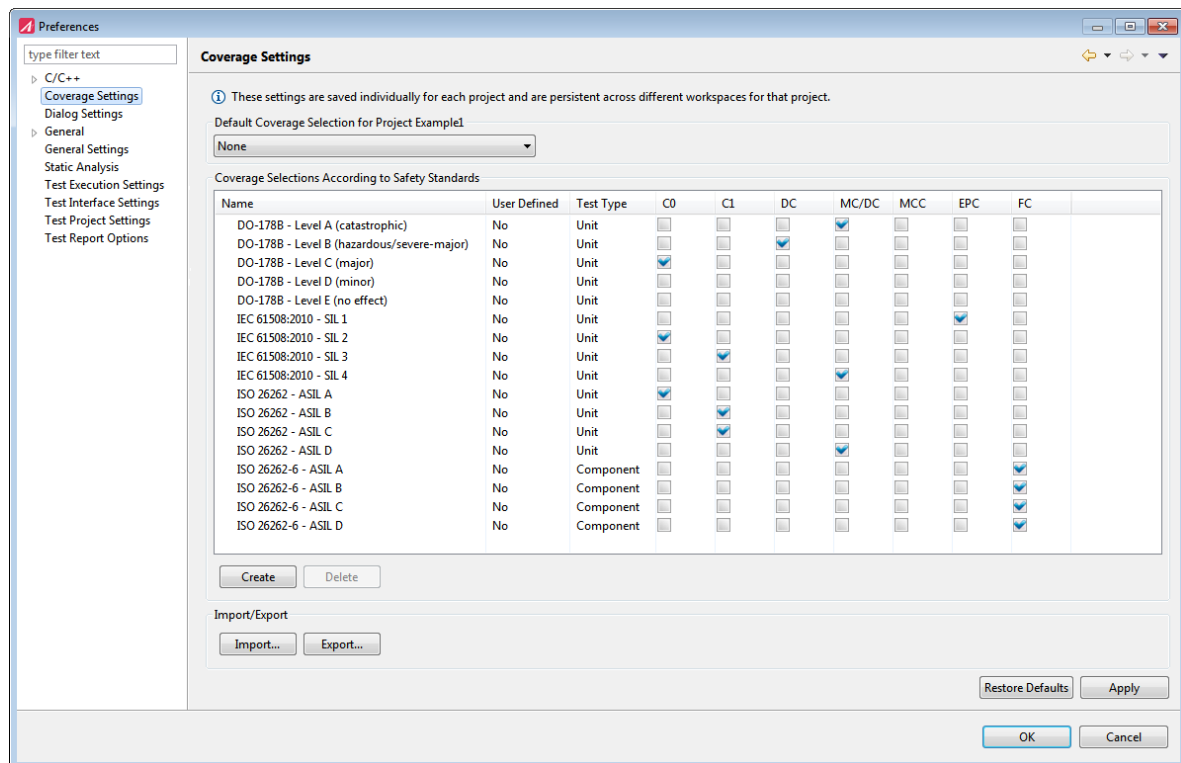 Preferences
type filter text
C/C++
Coverage Settings
Dialog Settings
General
General Settings
Static Analysis
Test Execution Settings
Test Interface Settings
Test Project Settings
Test Report Options
Coverage Settings
These settings are saved individually for each project and are persistent across different workspaces for that project.
Default Coverage Selection for Project Example1
None
Coverage Selections According to Safety Standards
Name User Defined Test Type C0 C1 DC MC/DC MCC EPC FC
DO-178B - Level A (catastrophic) No Unit
DO-178B - Level B (hazardous/severe-major) No Unit
DO-178B - Level C (major) No Unit
DO-178B - Level D (minor) No Unit
DO-178B - Level E (no effect) No Unit
IEC 61508:2010 - SIL 1 No Unit
IEC 61508:2010 - SIL 2 No Unit
IEC 61508:2010 - SIL 3 No Unit
IEC 61508:2010 - SIL 4 No Unit
ISO 26262 - ASIL A No Unit
ISO 26262 - ASIL B No Unit
ISO 26262 - ASIL C No Unit
ISO 26262 - ASIL D No Unit
ISO 26262-6 - ASIL A No Component
ISO 26262-6 - ASIL B No Component
ISO 26262-6 - ASIL C No Component
ISO 26262-6 - ASIL D No Component
Create Delete
Import/Export
Import... Export...
Restore Defaults Apply
OK Cancel